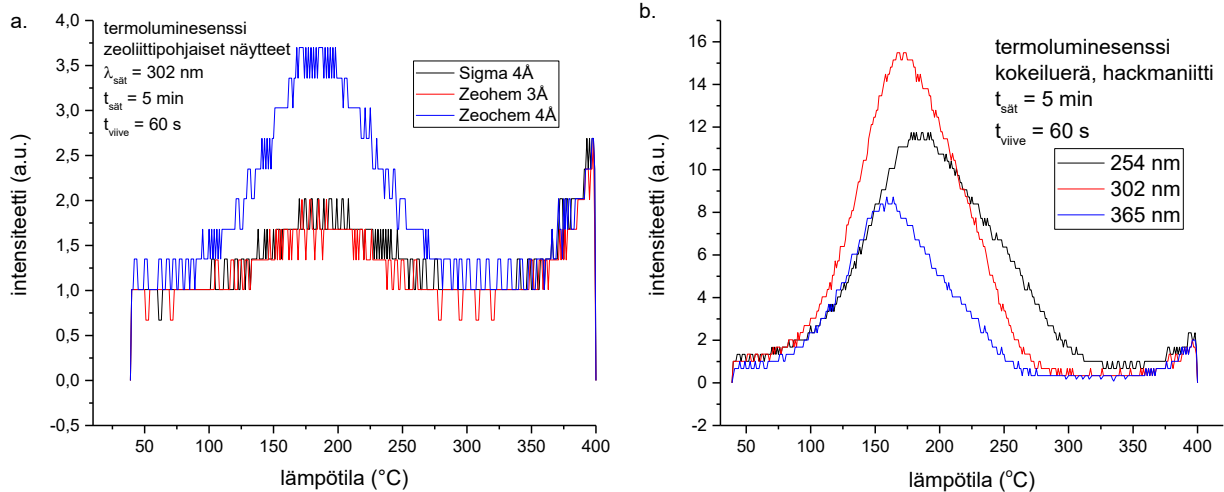 a.
termoluminesenssi
zeoliittipohjaiset näytteet
λsät = 302 nm
tsät = 5 min
tviive = 60 s
Sigma 4Å
Zeohem 3Å
Zeochem 4Å
4,0
3,5
3,0
2,5
2,0
1,5
1,0
0,5
0,0
-0,5
intensiteetti (a.u.)
50 100 150 200 250 300 350 400
lämpötila (°C)
b.
termoluminesenssi
kokeiluerä, hackmaniitti
tsät = 5 min
tviive = 60 s
254 nm
302 nm
365 nm
16
14
12
10
8
6
4
2
0
-2
intensiteetti (a.u.)
50 100 150 200 250 300 350 400
lämpötila (°C)